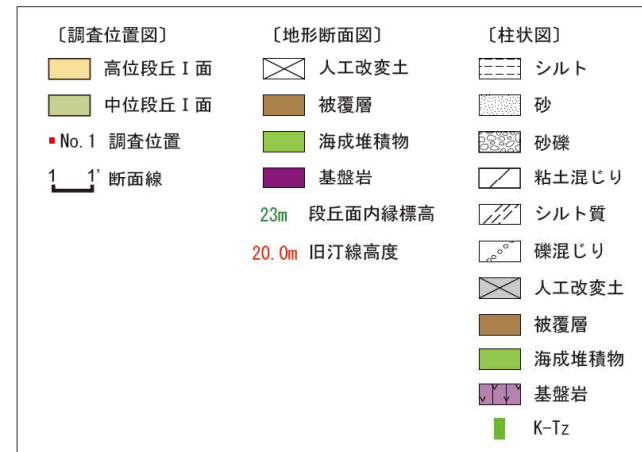 〔調査位置図〕
高位段丘Ⅰ面
中位段丘Ⅰ面
No.1 調査位置
1 1' 断面線
〔地形断面図〕
人工改変土
被覆層
海成堆積物
基盤岩
23m 段丘面内縁標高
20.0m 旧汀線高度
〔柱状図〕
シルト
砂
砂礫
粘土混じり
シルト質
礫混じり
人工改変土
被覆層
海成堆積物
基盤岩
K-Tz